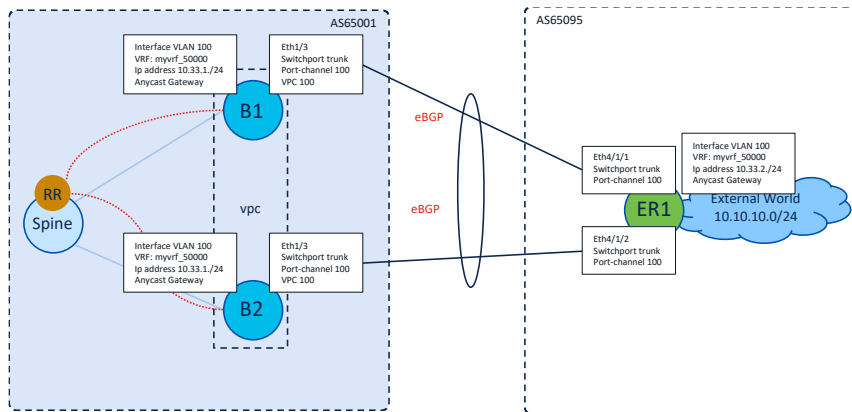 AS65001
AS65095
Interface VLAN 100
VRF: myvrf_50000
Ip address 10.33.1./24
Anycast Gateway
Eth1/3
Switchport trunk
Port-channel 100
VPC 100
B1
eBGP
eBGP
Eth4/1/1
Switchport trunk
Port-channel 100
Interface VLAN 100
VRF: myvrf_50000
Ip address 10.33.2./24
Anycast Gateway
RR
Spine
vpc
ER1
External World
10.10.10.0/24
Interface VLAN 100
VRF: myvrf_50000
Ip address 10.33.1./24
Anycast Gateway
Eth1/3
Switchport trunk
Port-channel 100
VPC 100
B2
Eth4/1/2
Switchport trunk
Port-channel 100